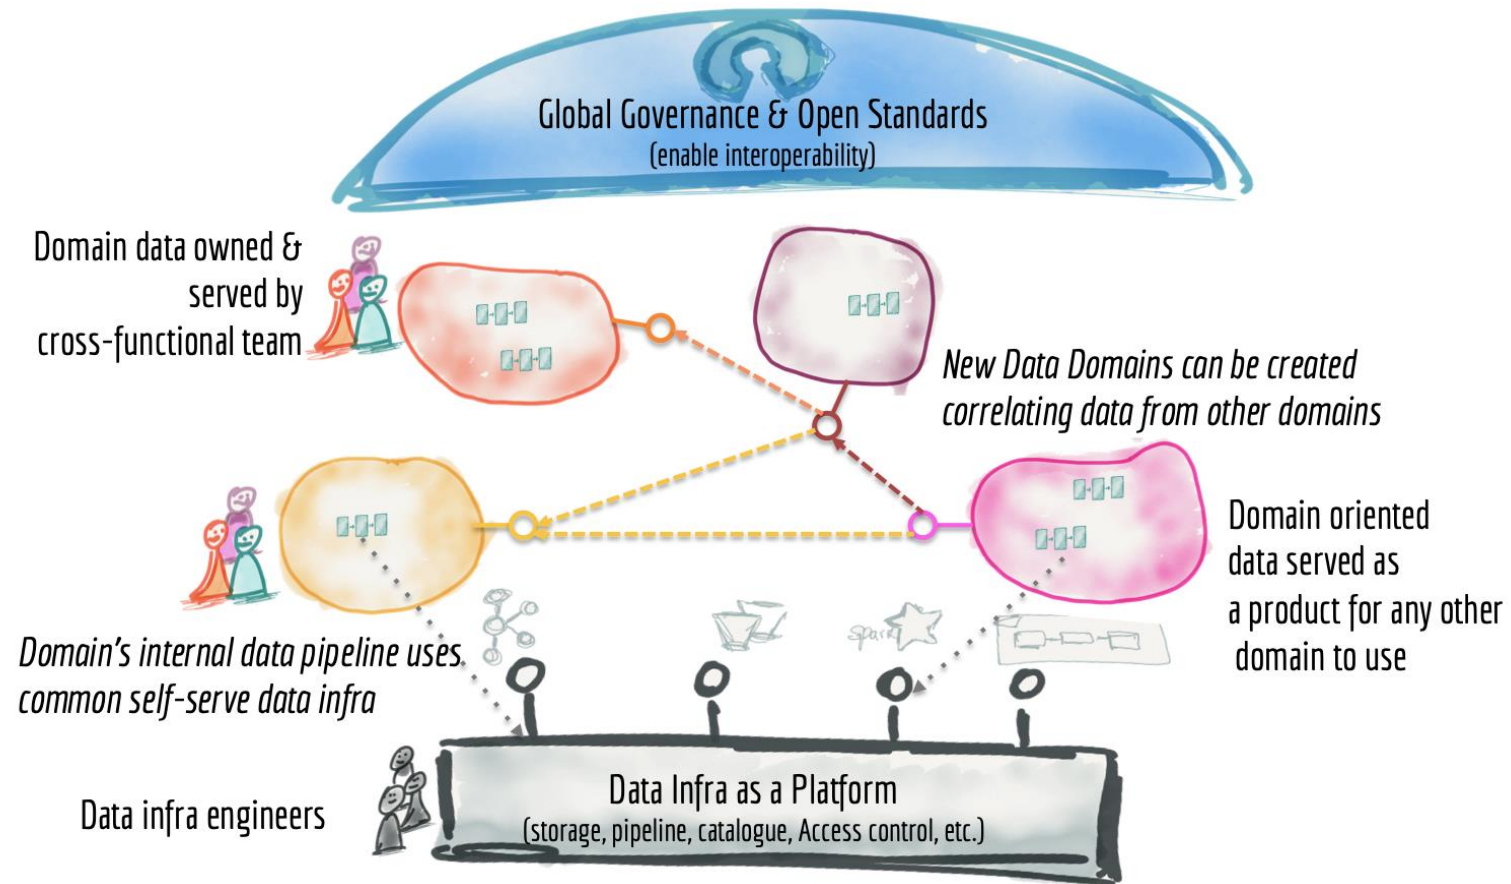 Global Governance & Open Standards
(enable interoperability)
Domain data owned &
served by
cross-functional team
New Data Domains can be created
correlating data from other domains
Domain oriented
data served as
a product for any other
domain to use
Domain's internal data pipeline uses
common self-serve data infra
Spark
Data infra engineers
Data Infra as a Platform
(storage, pipeline, catalogue, Access control, etc.)